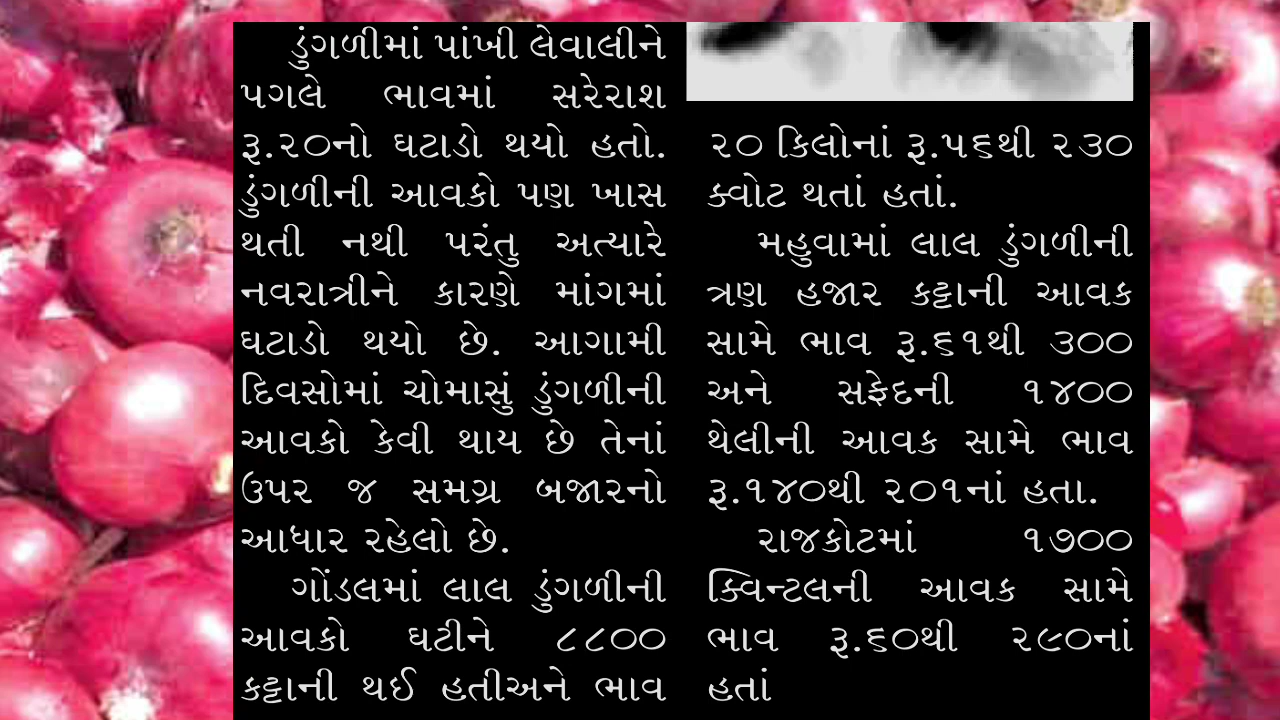 ડુંગળીમાં પાંખી લેવાલીને
પગલે ભાવમાં સરેરાશ
રૂ.૨૦નો ઘટાડો થયો હતો.
ડુંગળીની આવકો પણ ખાસ
થતી નથી પરંતુ અત્યારે
નવરાત્રીને કારણે માંગમાં
ઘટાડો થયો છે. આગામી
દિવસોમાં ચોમાસું ડુંગળીની
આવકો કેવી થાય છે તેનાં
ઉપર જ સમગ્ર બજારનો
આધાર રહેલો છે.
ગોંડલમાં લાલ ડુંગળીની
આવકો ઘટીને ૮૮૦૦
કટ્ટાની થઈ હતીઅને ભાવ
૨૦ કિલોનાં રૂ.૫૬થી ૨૩૦
ક્વોટ થતાં હતાં.
મહુવામાં લાલ ડુંગળીની
ત્રણ હજાર કટ્ટાની આવક
સામે ભાવ રૂ.૬૧થી ૩૦૦
અને સફેદની ૧૪૦૦
થેલીની આવક સામે ભાવ
રૂ.૧૪૦થી ૨૦૧નાં હતા.
રાજકોટમાં ૧૭૦૦
ક્વિન્ટલની આવક સામે
ભાવ રૂ.૬૦થી ૨૯૦નાં
હતાં